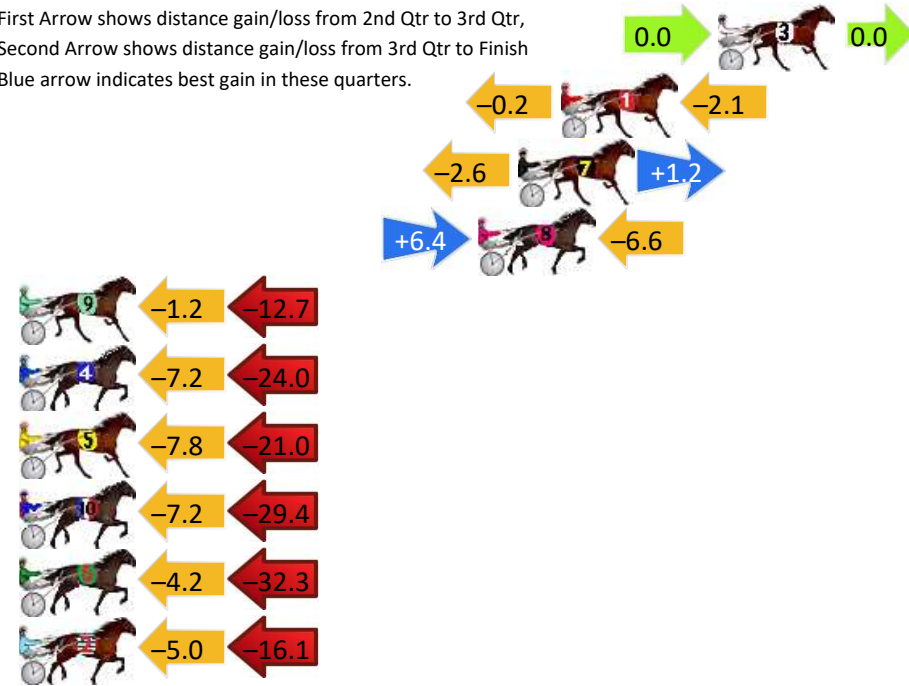 First Arrow shows distance gain/loss from 2nd Qtr to 3rd Qtr,
Second Arrow shows distance gain/loss from 3rd Qtr to Finish
Blue arrow indicates best gain in these quarters.
0.0 3 0.0
–0.2 1 –2.1
–2.6 7 +1.2
+6.4 8 –6.6
9 –1.2 –12.7
4 –7.2 –24.0
5 –7.8 –21.0
10 –7.2 –29.4
6 –4.2 –32.3
2 –5.0 –16.1